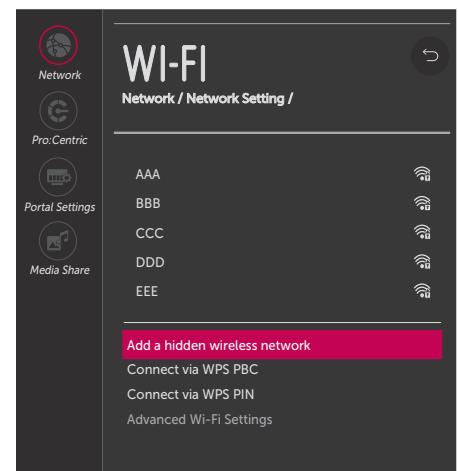 Network
Pro:Centric
Portal Settings
Media Share
WI-FI
Network / Network Setting /
AAA
BBB
CCC
DDD
EEE
Add a hidden wireless network
Connect via WPS PBC
Connect via WPS PIN
Advanced Wi-Fi Settings